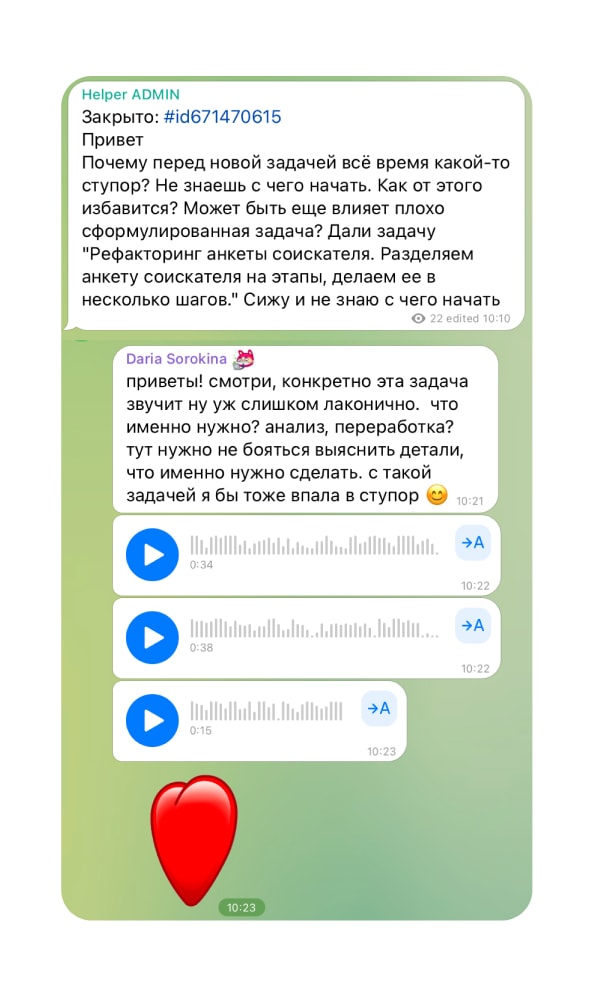 Helper ADMIN
Закрыто: #id671470615
Привет
Почему перед новой задачей всё время какой-то
ступор? Не знаешь с чего начать. Как от этого
избавится? Может быть еще влияет плохо
сформулированная задача? Дали задачу
"Рефакторинг анкеты соискателя. Разделяем
анкету соискателя на этапы, делаем ее в
несколько шагов." Сижу и не знаю с чего начать
22 edited 10:10
Daria Sorokina
приветы! смотри, конкретно эта задача
звучит ну уж слишком лаконично. что
именно нужно? анализ, переработка?
тут нужно не бояться выяснить детали,
что именно нужно сделать. с такой
задачей я бы тоже впала в ступор 😊 10:21
→A
0:34
10:22
→A
0:38
10:22
→A
0:15
10:23
10:23